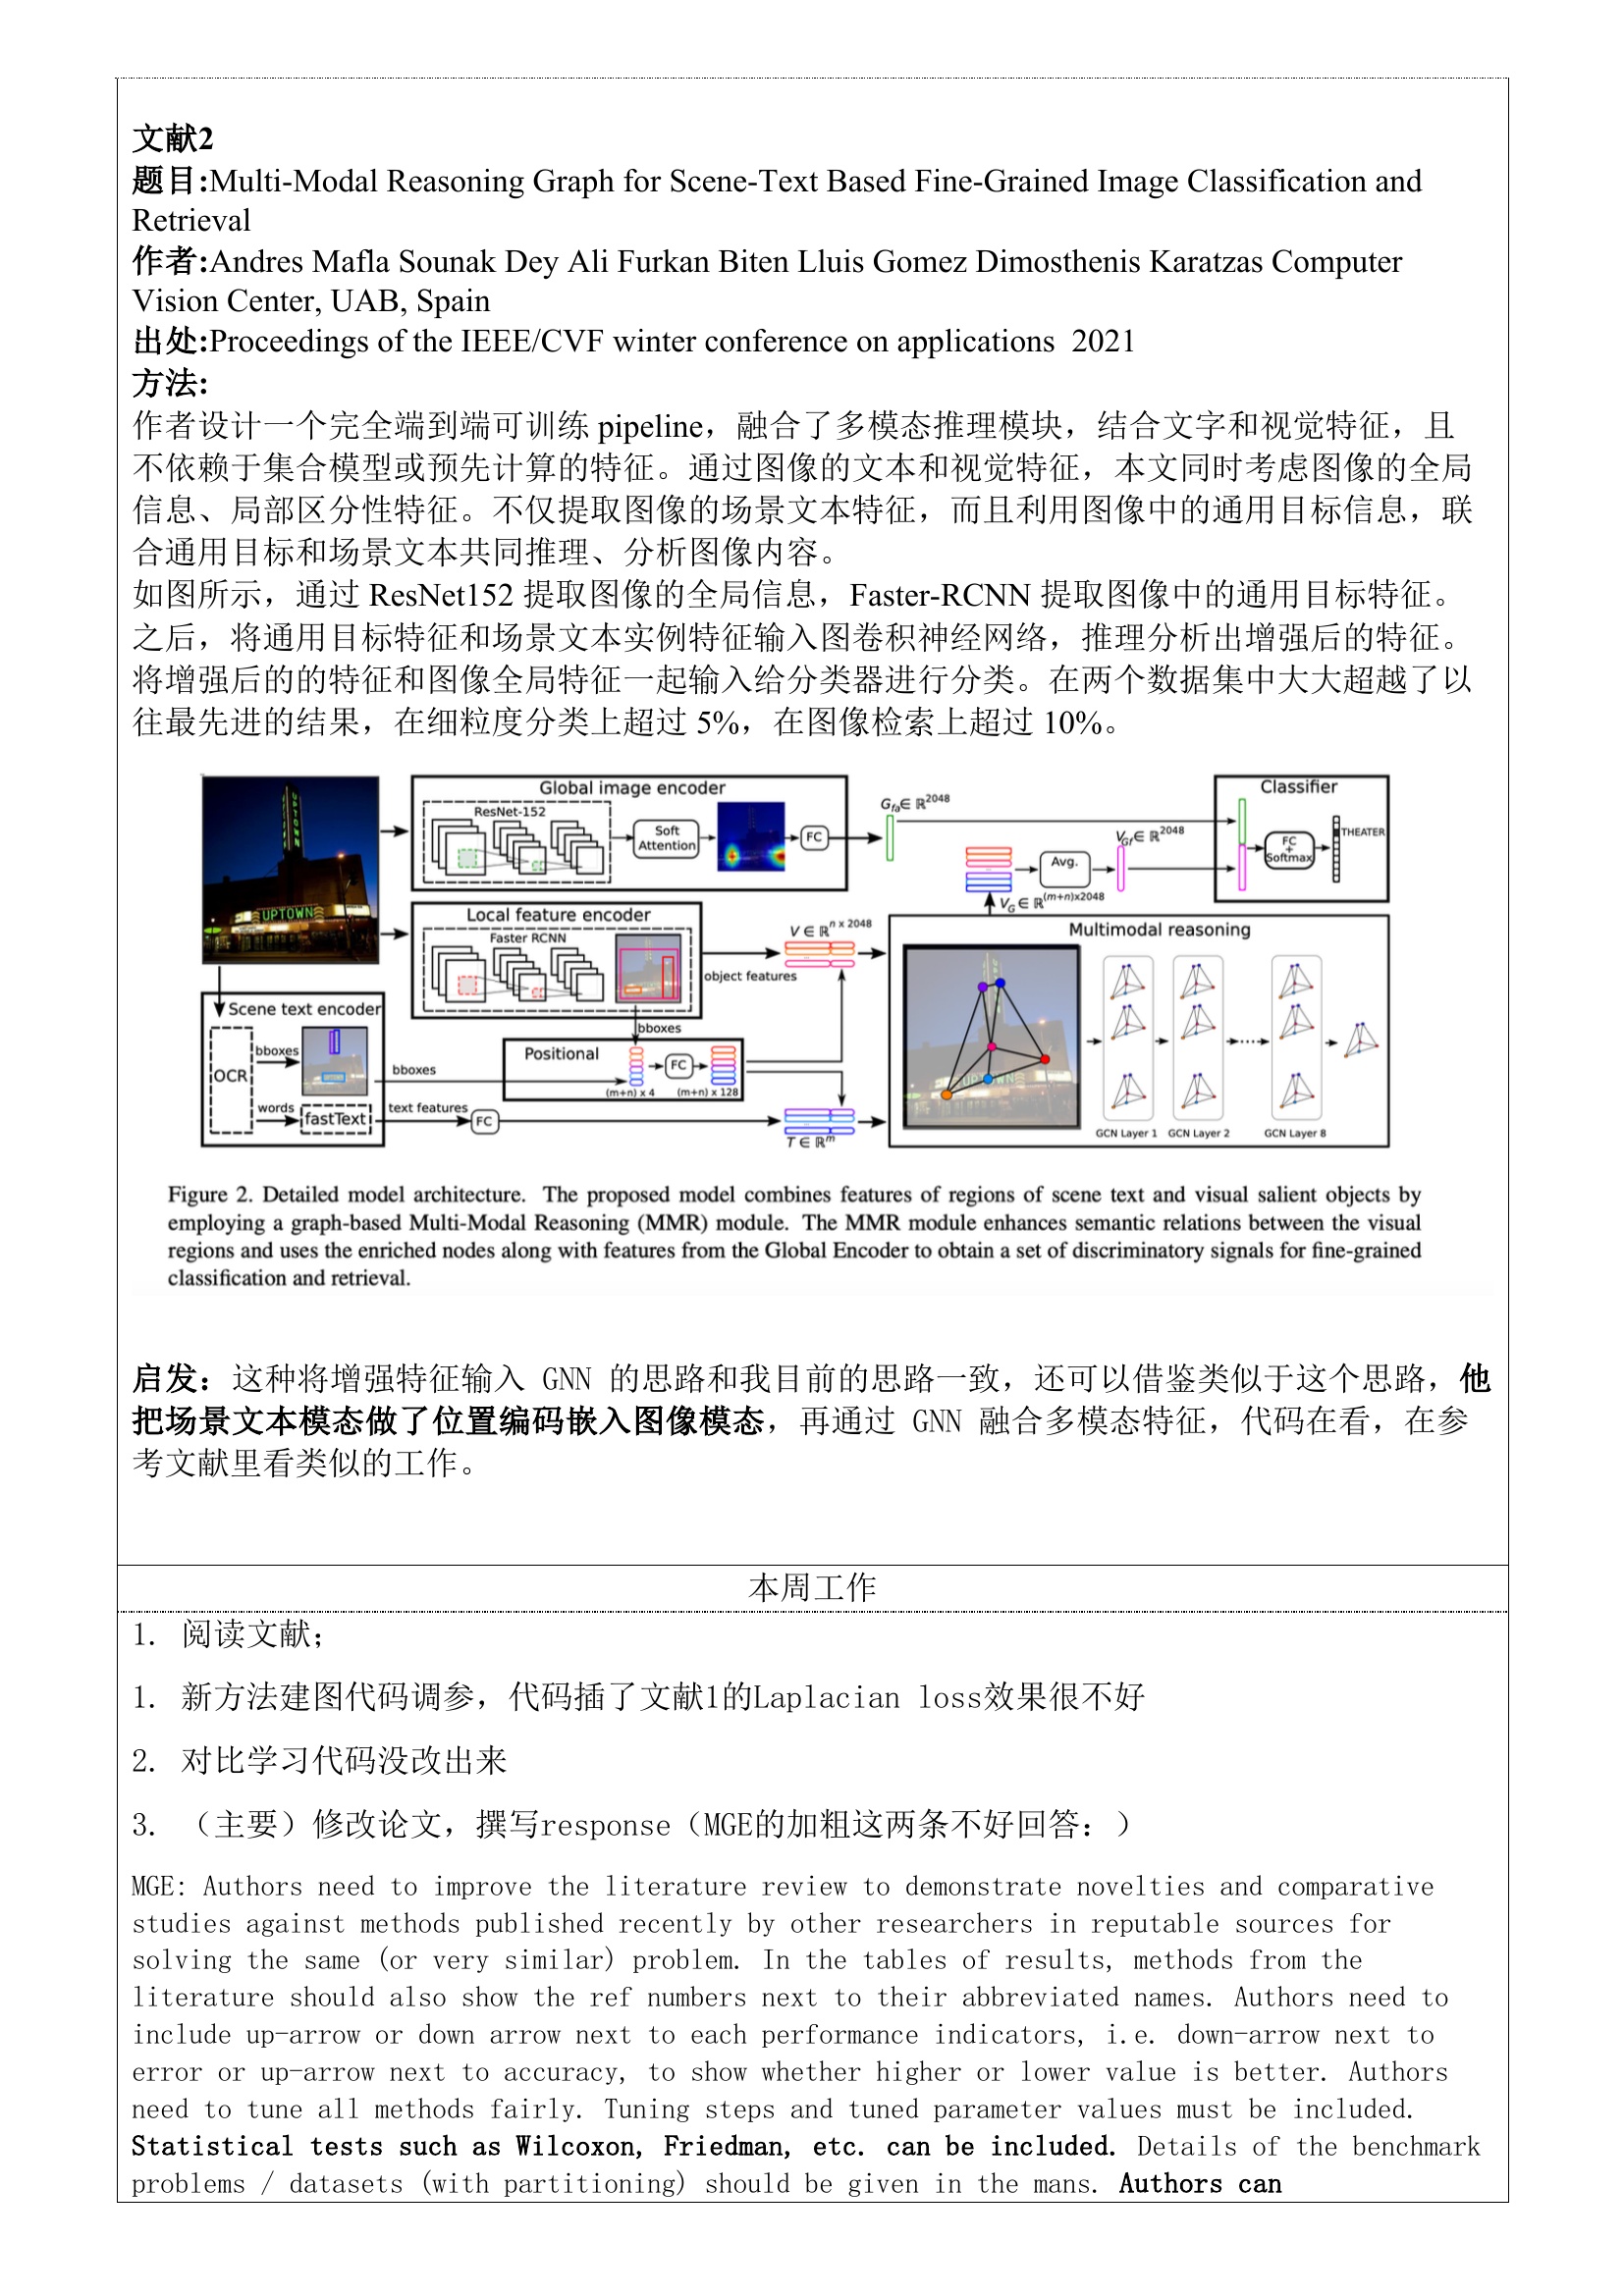 文献2
题目:Multi-Modal Reasoning Graph for Scene-Text Based Fine-Grained Image Classification and
Retrieval
作者:Andres Mafla Sounak Dey Ali Furkan Biten Lluis Gomez Dimosthenis Karatzas Computer
Vision Center, UAB, Spain
出处:Proceedings of the IEEE/CVF winter conference on applications  2021
方法:
作者设计一个完全端到端可训练 pipeline，融合了多模态推理模块，结合文字和视觉特征，且
不依赖于集合模型或预先计算的特征。通过图像的文本和视觉特征，本文同时考虑图像的全局
信息、局部区分性特征。不仅提取图像的场景文本特征，而且利用图像中的通用目标信息，联
合通用目标和场景文本共同推理、分析图像内容。
如图所示，通过 ResNet152 提取图像的全局信息，Faster-RCNN 提取图像中的通用目标特征。
之后，将通用目标特征和场景文本实例特征输入图卷积神经网络，推理分析出增强后的特征。
将增强后的的特征和图像全局特征一起输入给分类器进行分类。在两个数据集中大大超越了以
往最先进的结果，在细粒度分类上超过 5%，在图像检索上超过 10%。
UPTOWN
UPTOWN
Global image encoder
ResNet-152
Soft
Attention
FC
Gfa∈ ℝ2048
Classifier
FC
+
Softmax
THEATER
Avg.
VGf∈ ℝ2048
VG∈ ℝ(m+n)x2048
Local feature encoder
Faster RCNN
V ∈ ℝn x 2048
object features
bboxes
Multimodal reasoning
UPTOWN
GCN Layer 1
GCN Layer 2
GCN Layer 8
Scene text encoder
OCR
bboxes
words
fastText
bboxes
text features
FC
Positional
FC
(m+n) x 4
(m+n) x 128
T ∈ ℝm
Figure 2. Detailed model architecture. The proposed model combines features of regions of scene text and visual salient objects by
employing a graph-based Multi-Modal Reasoning (MMR) module. The MMR module enhances semantic relations between the visual
regions and uses the enriched nodes along with features from the Global Encoder to obtain a set of discriminatory signals for fine-grained
classification and retrieval.
启发：这种将增强特征输入 GNN 的思路和我目前的思路一致，还可以借鉴类似于这个思路，他
把场景文本模态做了位置编码嵌入图像模态，再通过 GNN 融合多模态特征，代码在看，在参
考文献里看类似的工作。
本周工作
1. 阅读文献；
1. 新方法建图代码调参，代码插了文献1的Laplacian loss效果很不好
2. 对比学习代码没改出来
3. （主要）修改论文，撰写response（MGE的加粗这两条不好回答：）
MGE: Authors need to improve the literature review to demonstrate novelties and comparative
studies against methods published recently by other researchers in reputable sources for
solving the same (or very similar) problem. In the tables of results, methods from the
literature should also show the ref numbers next to their abbreviated names. Authors need to
include up-arrow or down arrow next to each performance indicators, i.e. down-arrow next to
error or up-arrow next to accuracy, to show whether higher or lower value is better. Authors
need to tune all methods fairly. Tuning steps and tuned parameter values must be included.
Statistical tests such as Wilcoxon, Friedman, etc. can be included. Details of the benchmark
problems / datasets (with partitioning) should be given in the mans. Authors can